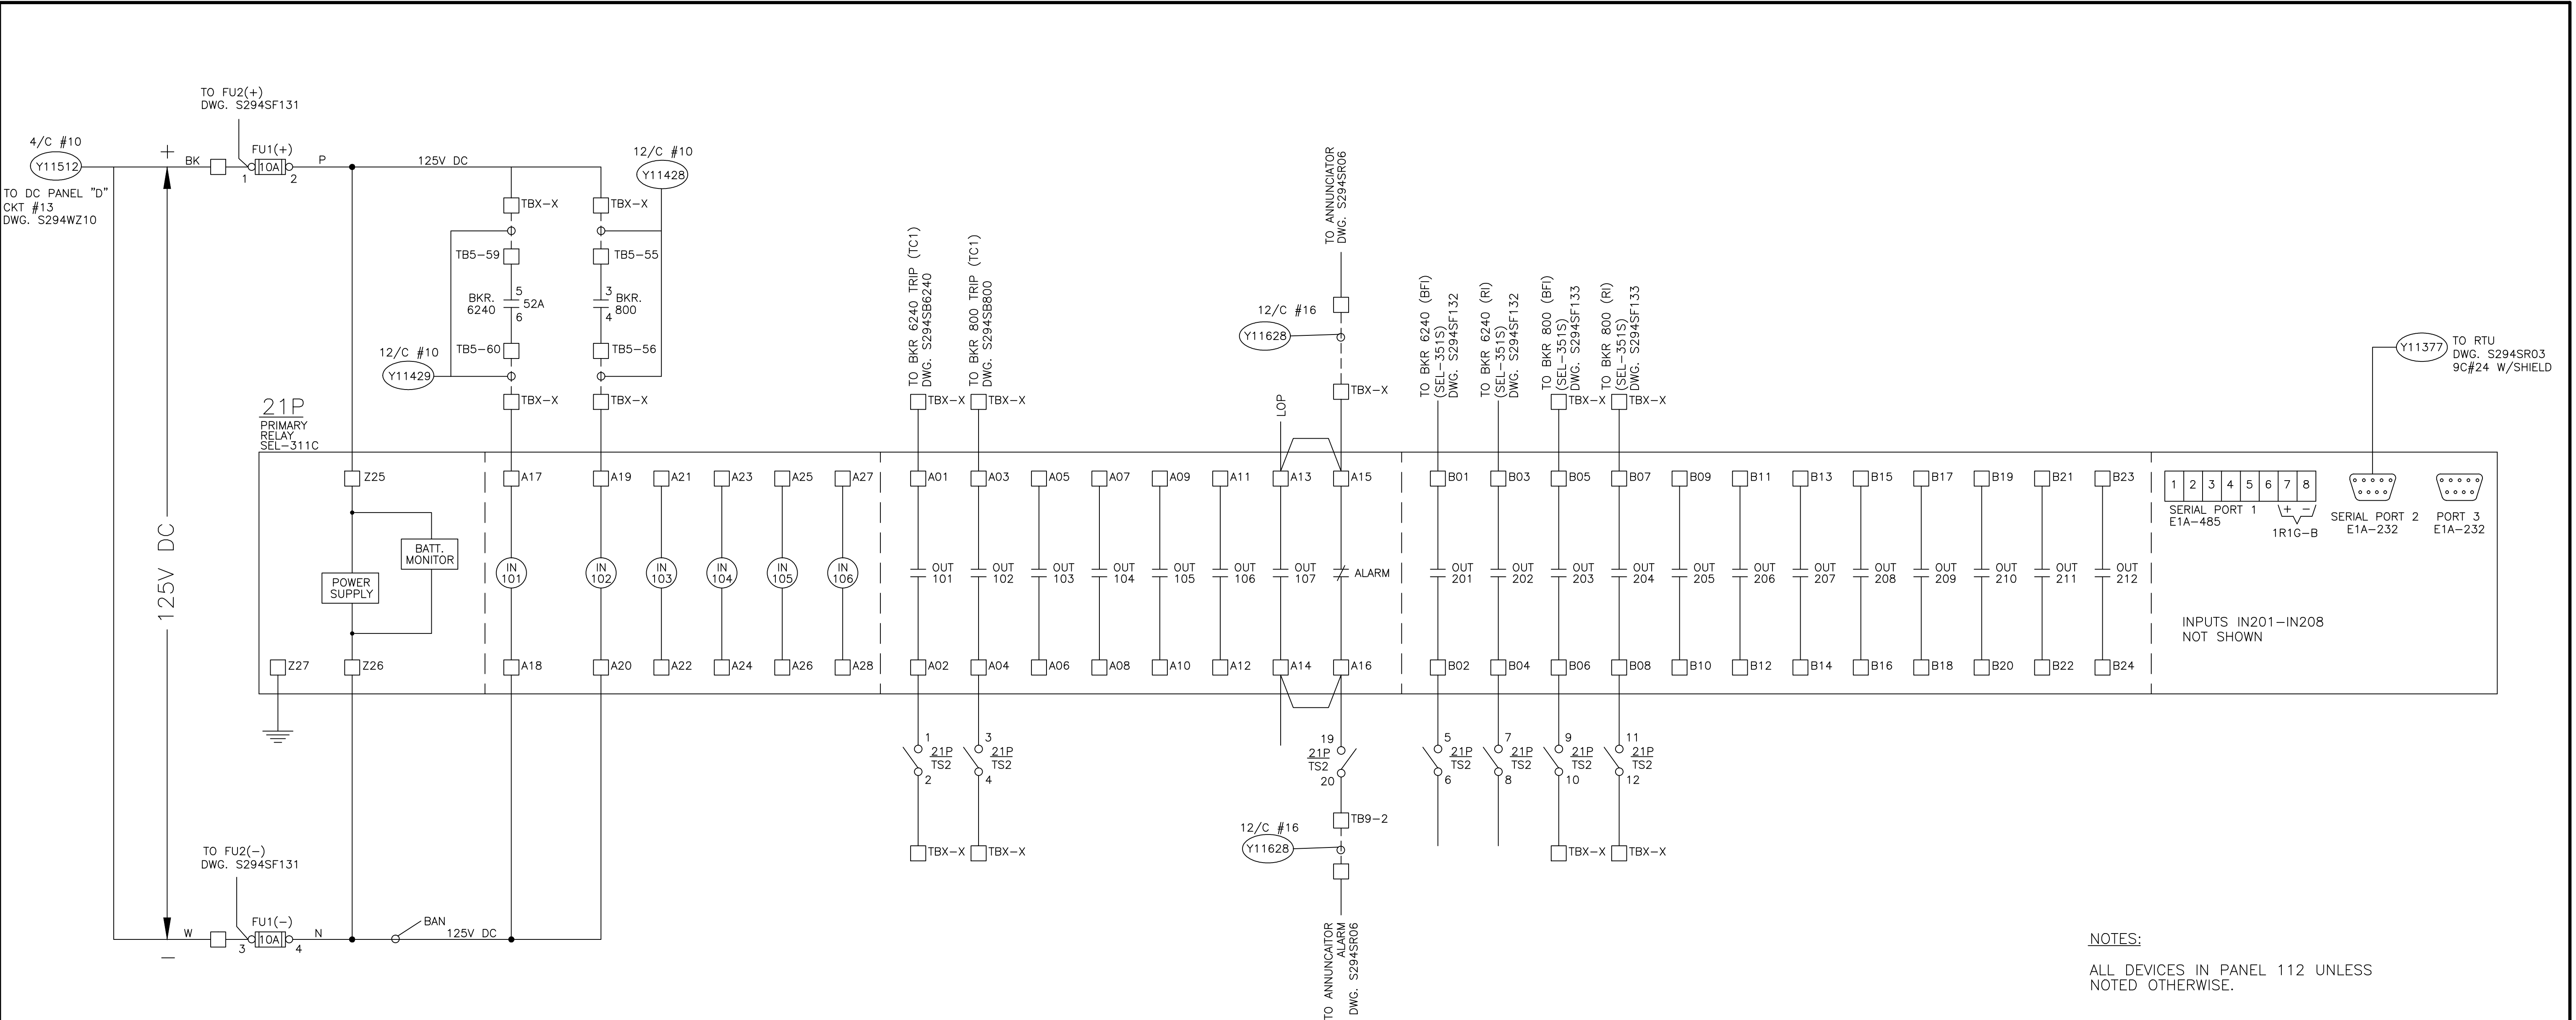 TO FU2(+)
DWG. S294SF131
4/C #10
Y11512
TO DC PANEL "D"
CKT #13
DWG. S294WZ10
+
BK
FU1(+)
10A
1
2
P
125V DC
12/C #10
Y11428
TBX-X
TBX-X
TB5-59
TB5-55
BKR.
6240
5
52A
6
3
4
BKR.
800
TB5-60
TB5-56
12/C #10
Y11429
TBX-X
TBX-X
TO BKR 6240 TRIP (TC1)
DWG. S294SB6240
TO BKR 800 TRIP (TC1)
DWG. S294SB800
TBX-X
TBX-X
TO ANNUNCIATOR
DWG. S294SR06
12/C #16
Y11628
TBX-X
LOP
TO BKR 6240 (BFI)
(SEL-351S)
DWG. S294SF132
TO BKR 6240 (RI)
(SEL-351S)
DWG. S294SF132
TO BKR 800 (BFI)
(SEL-351S)
DWG. S294SF133
TO BKR 800 (RI)
(SEL-351S)
DWG. S294SF133
TBX-X
TBX-X
Y11377
TO RTU
DWG. S294SR03
9C#24 W/SHIELD
21P
PRIMARY
RELAY
SEL-311C
125V DC
Z25
A17
A19
A21
A23
A25
A27
A01
A03
A05
A07
A09
A11
A13
A15
B01
B03
B05
B07
B09
B11
B13
B15
B17
B19
B21
B23
1 2 3 4 5 6 7 8
SERIAL PORT 1
E1A-485
+ -
1R1G-B
SERIAL PORT 2
E1A-232
PORT 3
E1A-232
BATT.
MONITOR
POWER
SUPPLY
IN
101
IN
102
IN
103
IN
104
IN
105
IN
106
OUT
101
OUT
102
OUT
103
OUT
104
OUT
105
OUT
106
OUT
107
ALARM
OUT
201
OUT
202
OUT
203
OUT
204
OUT
205
OUT
206
OUT
207
OUT
208
OUT
209
OUT
210
OUT
211
OUT
212
INPUTS IN201-IN208
NOT SHOWN
Z27
Z26
A18
A20
A22
A24
A26
A28
A02
A04
A06
A08
A10
A12
A14
A16
B02
B04
B06
B08
B10
B12
B14
B16
B18
B20
B22
B24
1
21P
TS2
2
3
21P
TS2
4
19
21P
TS2
20
5
21P
TS2
6
7
21P
TS2
8
9
21P
TS2
10
11
21P
TS2
12
TB9-2
12/C #16
Y11628
TBX-X
TBX-X
TBX-X
TBX-X
TO FU2(-)
DWG. S294SF131
W
FU1(-)
10A
3
4
N
BAN
125V DC
-
TO ANNUNCAITOR
ALARM
DWG. S294SR06
NOTES:
ALL DEVICES IN PANEL 112 UNLESS
NOTED OTHERWISE.